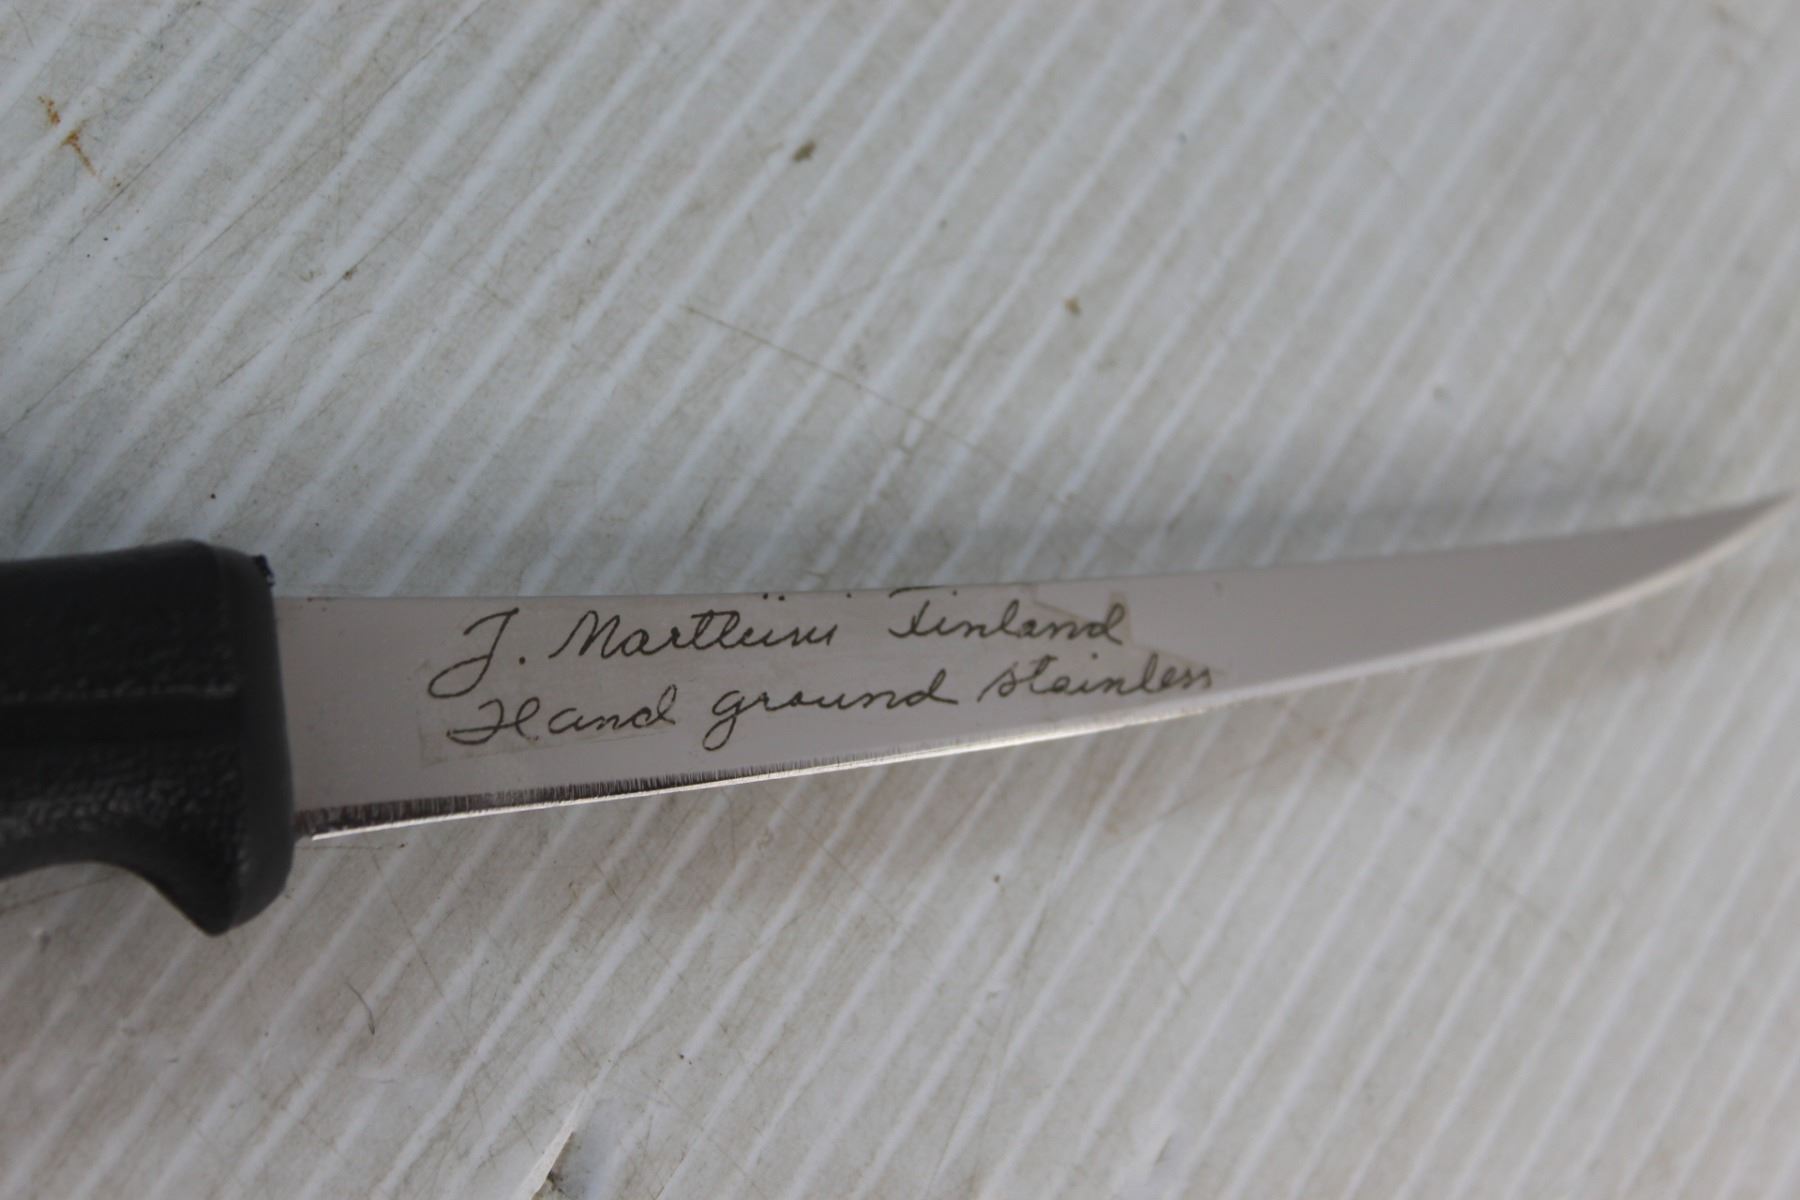 J. Marttiini Finland
Hand ground stainless